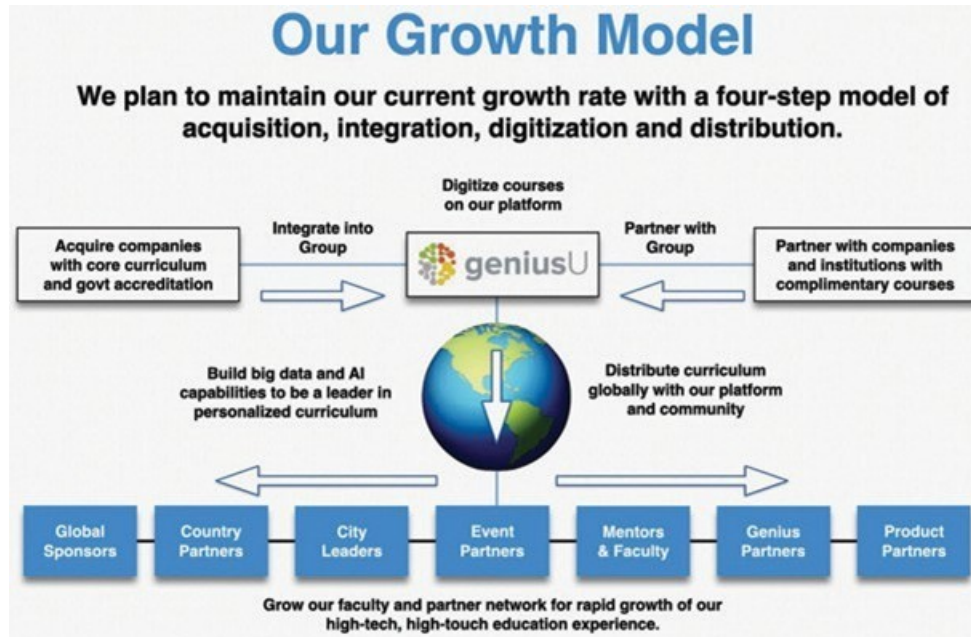 Our Growth Model
We plan to maintain our current growth rate with a four-step model of
acquisition, integration, digitization and distribution.
Digitize courses
on our platform
Integrate into
Group
Partner with
Group
Acquire companies
with core curriculum
and govt accreditation
geniusU
Partner with companies
and institutions with
complimentary courses
Build big data and AI
capabilities to be a leader in
personalized curriculum
Distribute curriculum
globally with our platform
and community
Global
Sponsors
Country
Partners
City
Leaders
Event
Partners
Mentors
& Faculty
Genius
Partners
Product
Partners
Grow our faculty and partner network for rapid growth of our
high-tech, high-touch education experience.